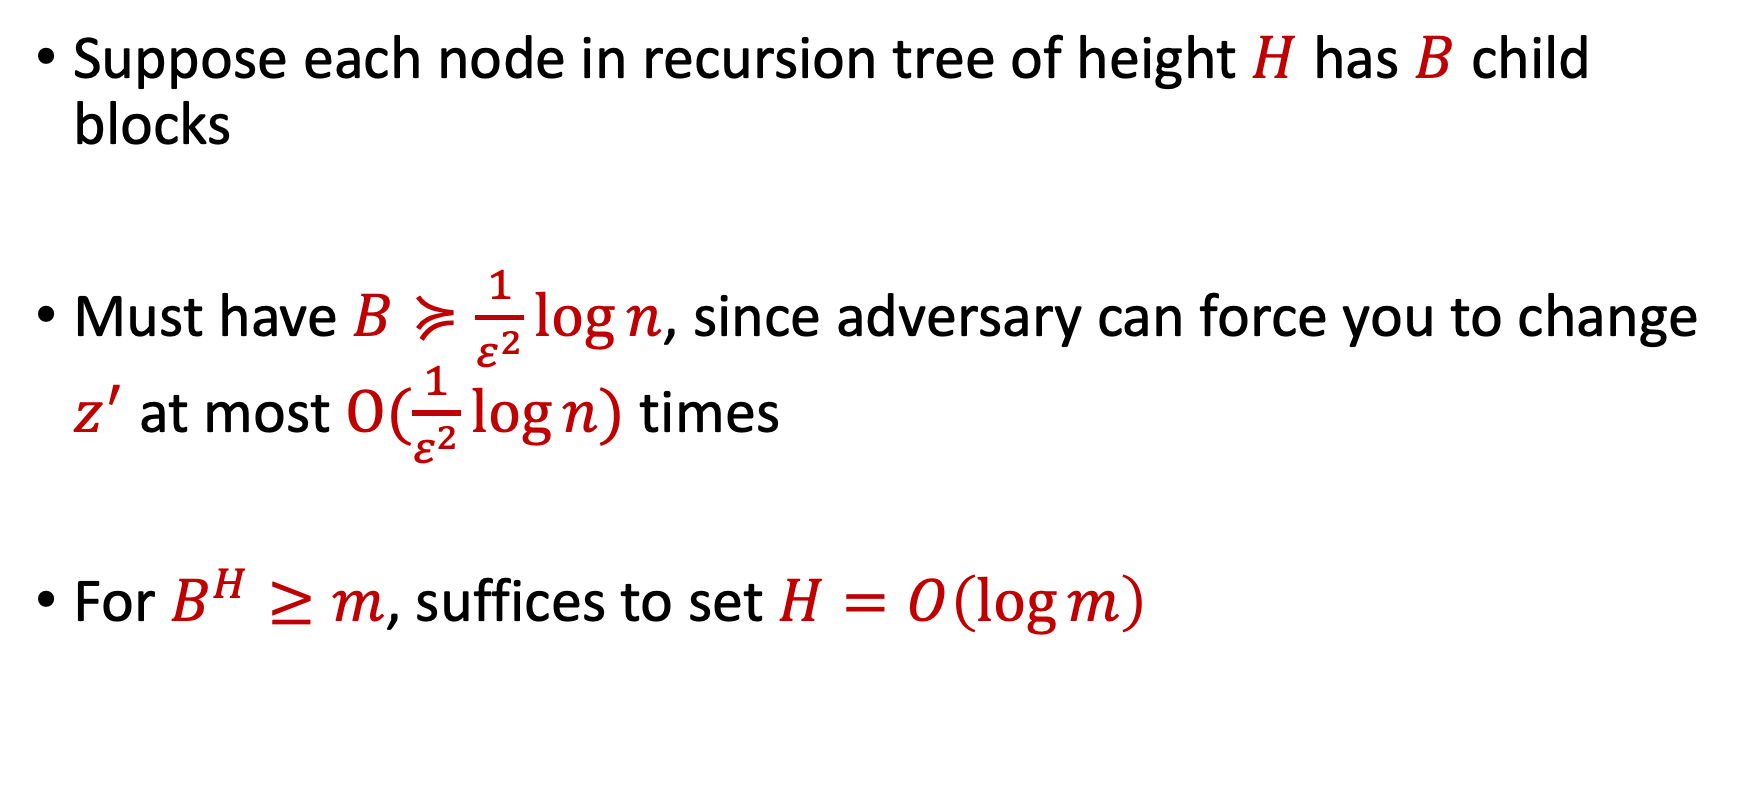 • Suppose each node in recursion tree of height H has B child
blocks
• Must have B ≽ 1/ε² log n, since adversary can force you to change
z′ at most O(1/ε² log n) times
• For B^H ≥ m, suffices to set H = O(log m)